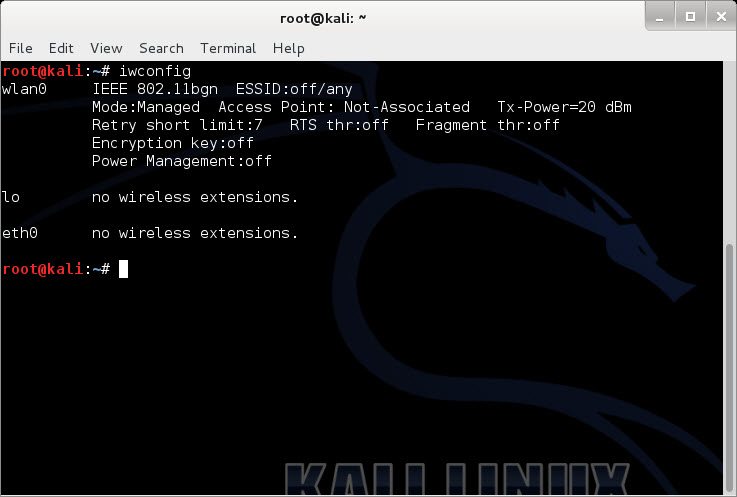 root@kali: ~
File Edit View Search Terminal Help
root@kali:~# iwconfig
wlan0     IEEE 802.11bgn  ESSID:off/any
          Mode:Managed  Access Point: Not-Associated   Tx-Power=20 dBm
          Retry short limit:7   RTS thr:off   Fragment thr:off
          Encryption key:off
          Power Management:off
lo        no wireless extensions.
eth0      no wireless extensions.
root@kali:~#
KALI LINUX